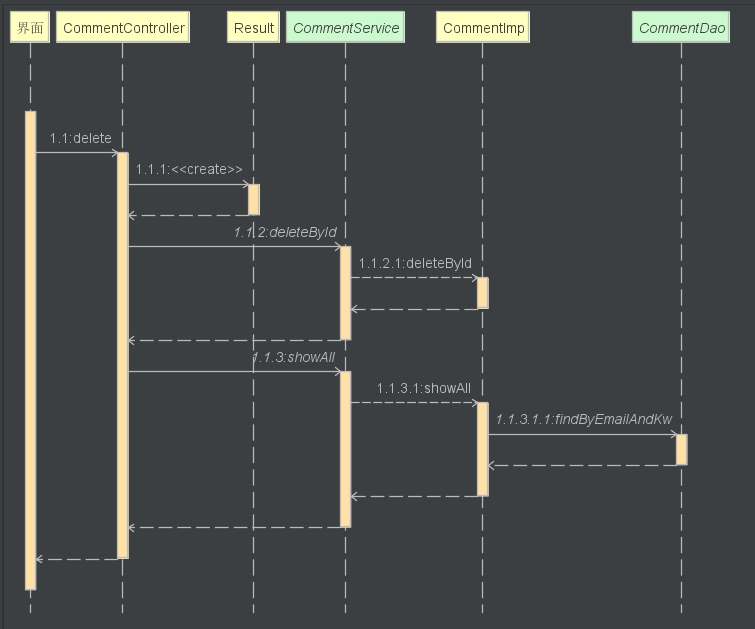 界面
CommentController
Result
CommentService
CommentImp
CommentDao
1.1:delete
1.1.1:<<create>>
1.1.2:deleteById
1.1.2.1:deleteById
1.1.3:showAll
1.1.3.1:showAll
1.1.3.1.1:findByEmailAndKw